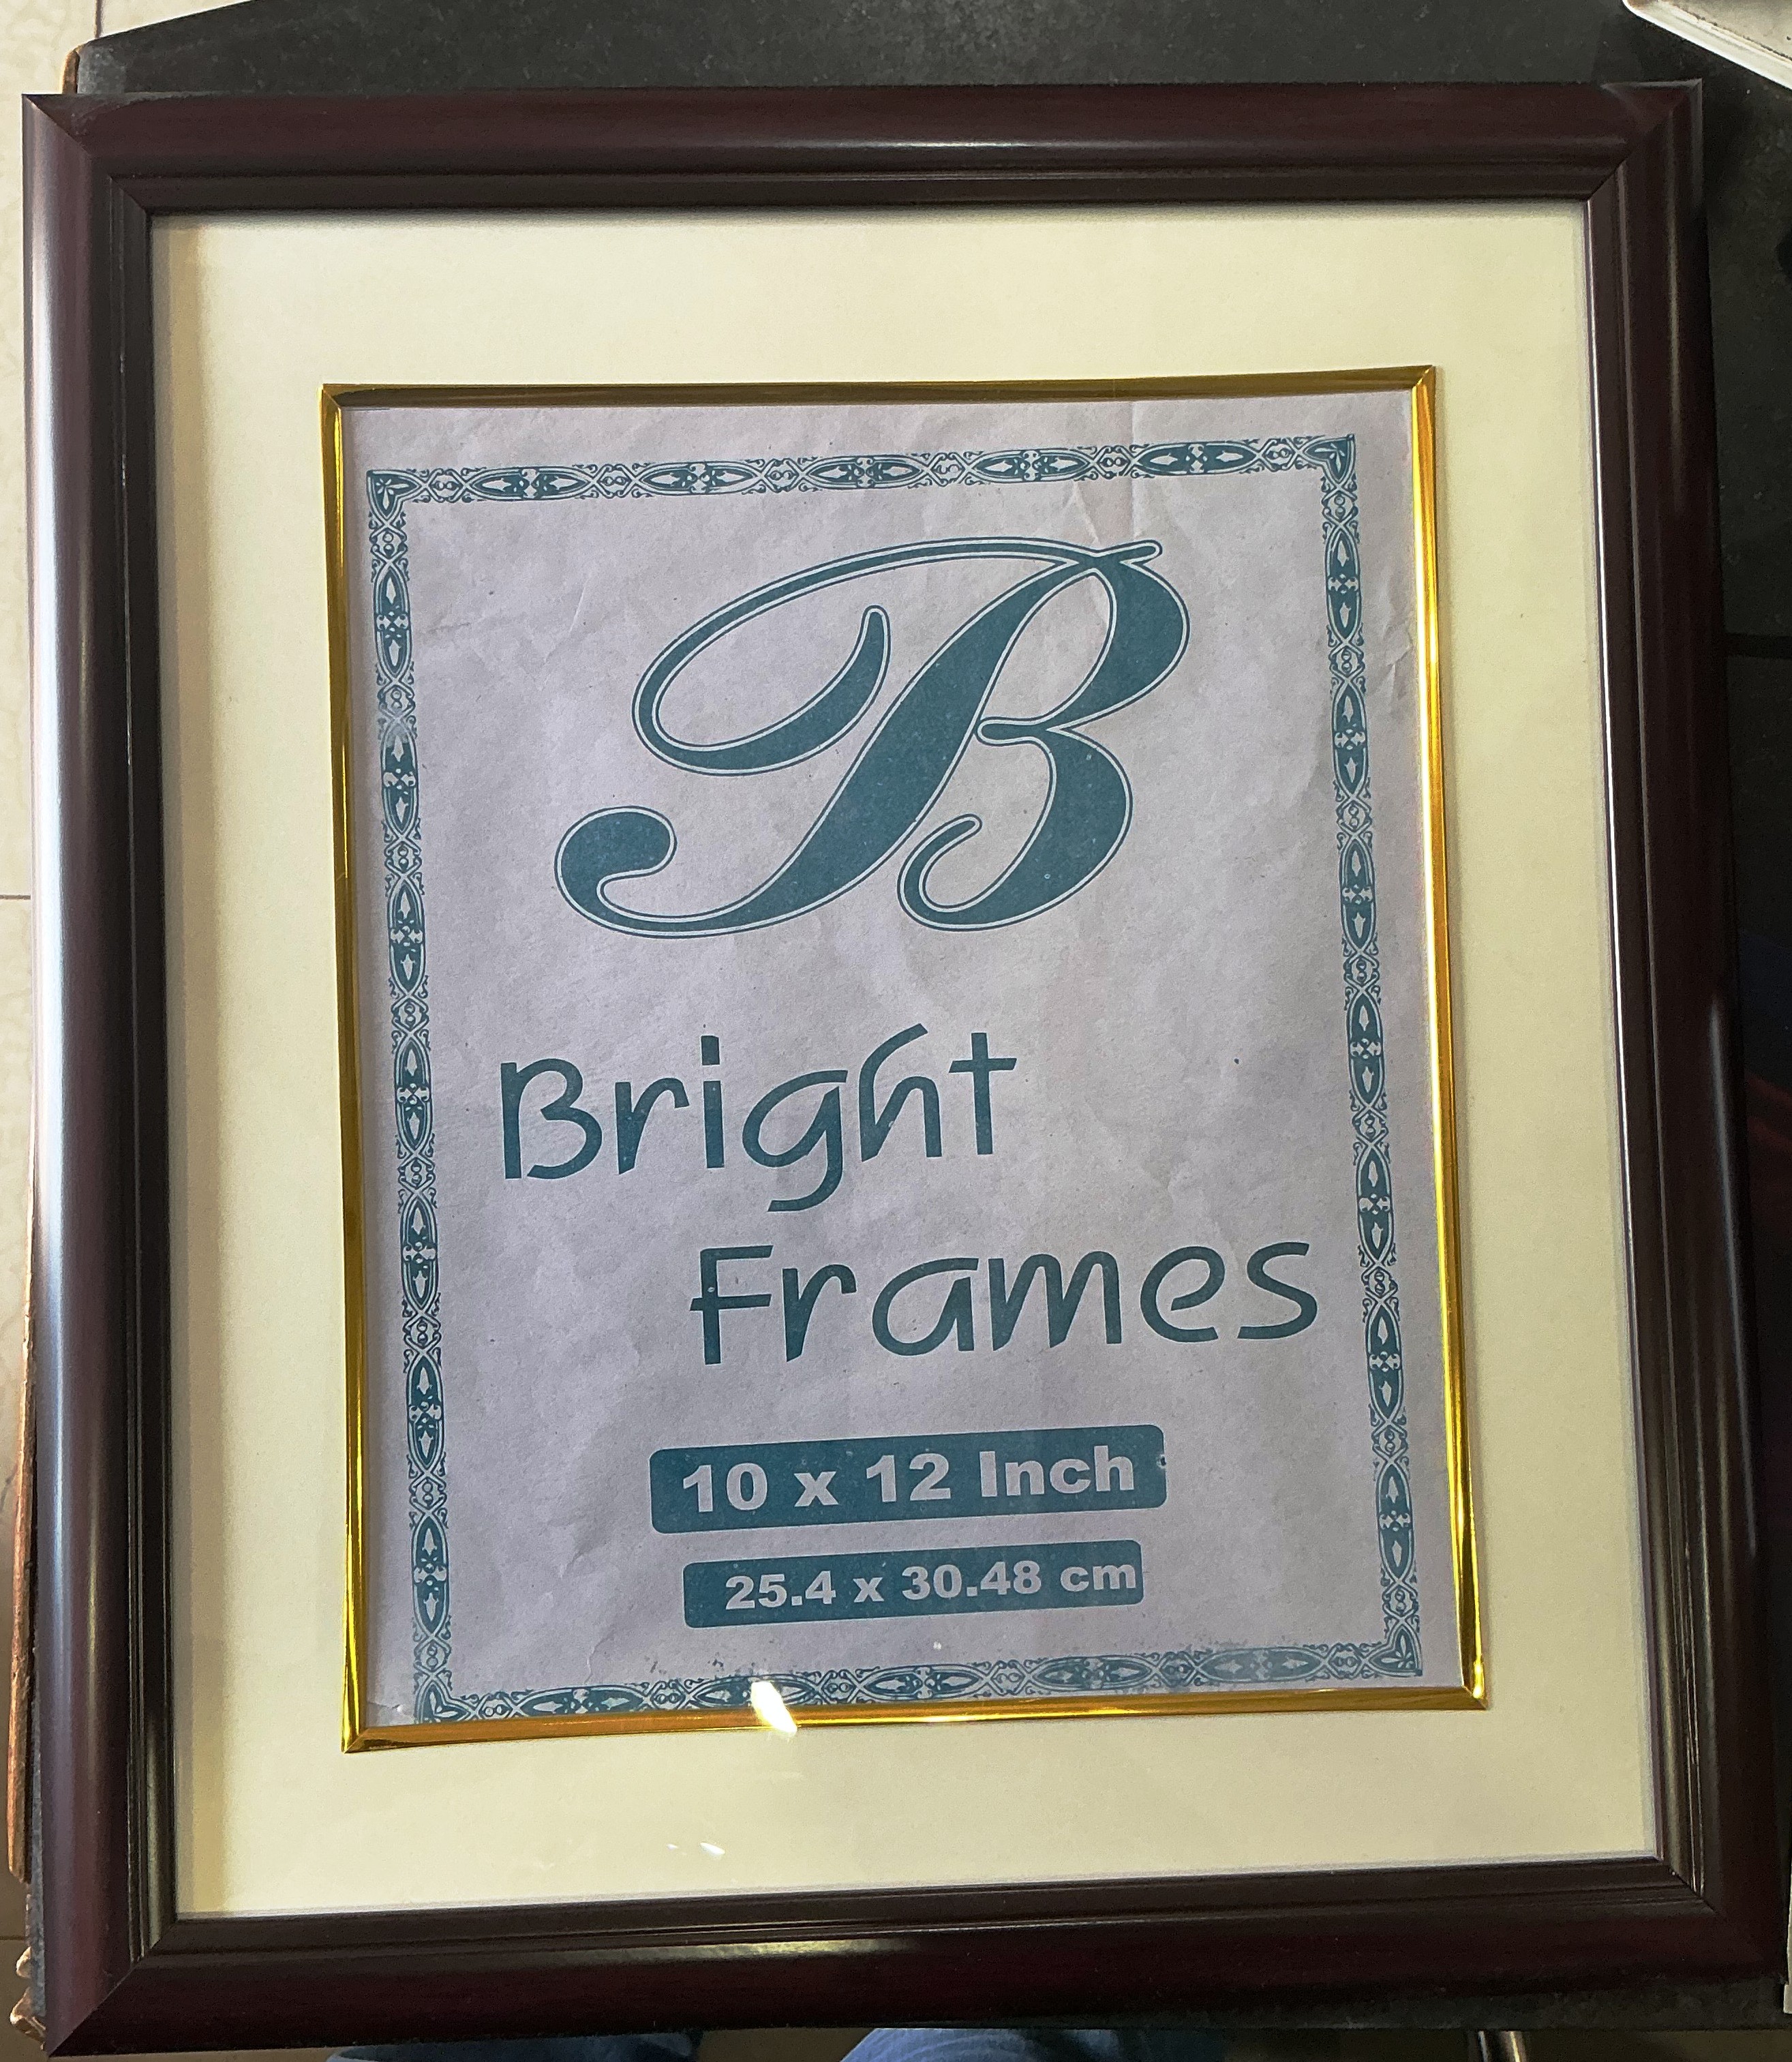 B
Bright
Frames
10 x 12 Inch
25.4 x 30.48 cm